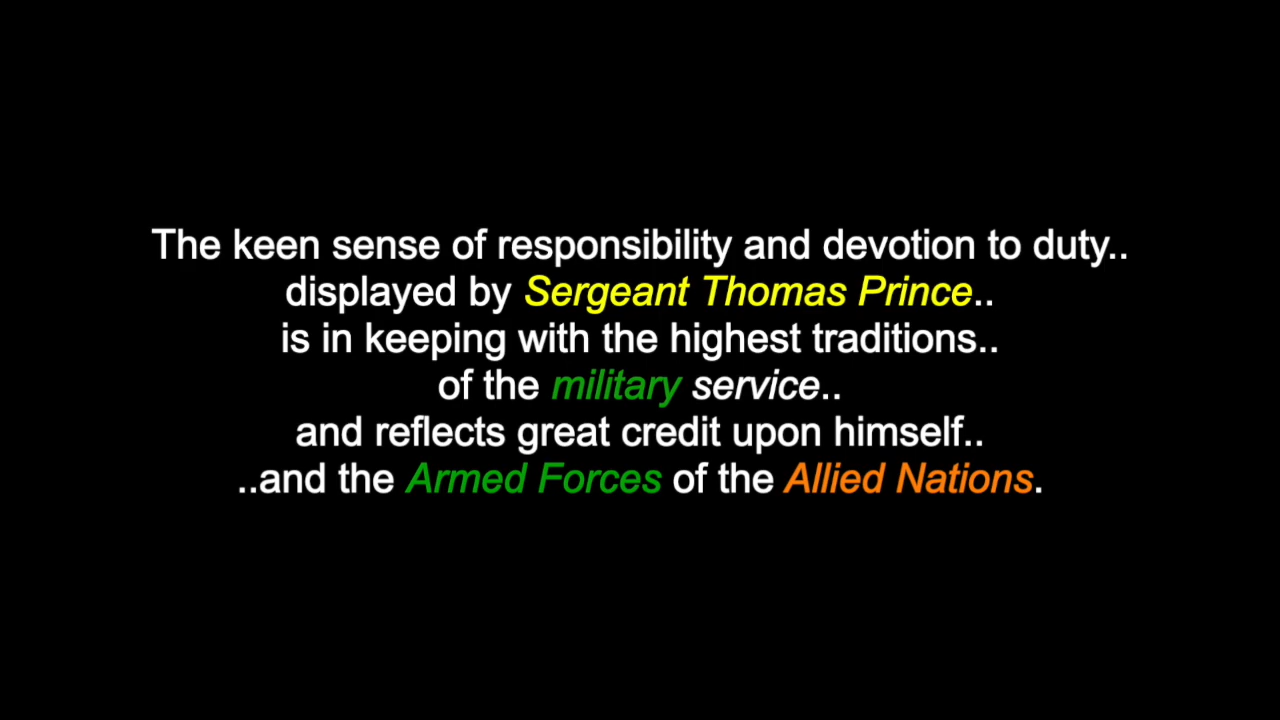 The keen sense of responsibility and devotion to duty..
displayed by Sergeant Thomas Prince..
is in keeping with the highest traditions..
of the military service..
and reflects great credit upon himself..
..and the Armed Forces of the Allied Nations.